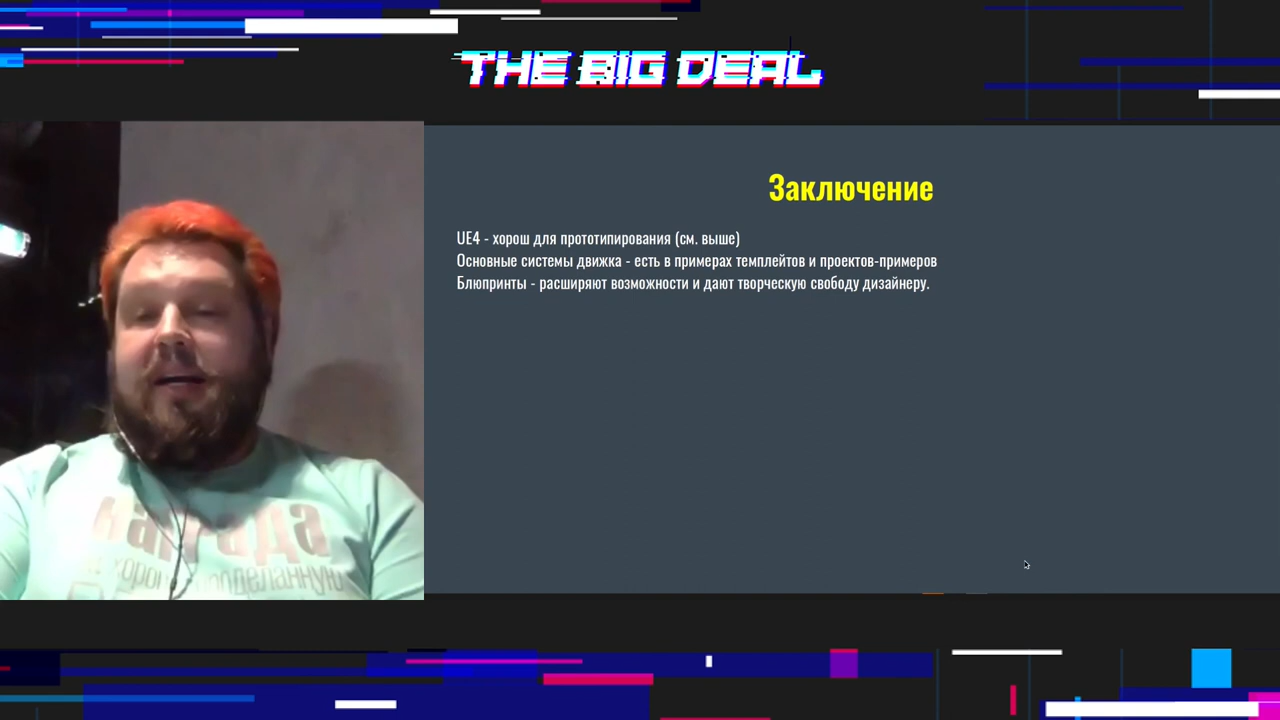 THE BIG DEAL
Заключение
UE4 - хорош для прототипирования (см. выше)
Основные системы движка - есть в примерах темплейтов и проектов-примеров
Блюпринты - расширяют возможности и дают творческую свободу дизайнеру.